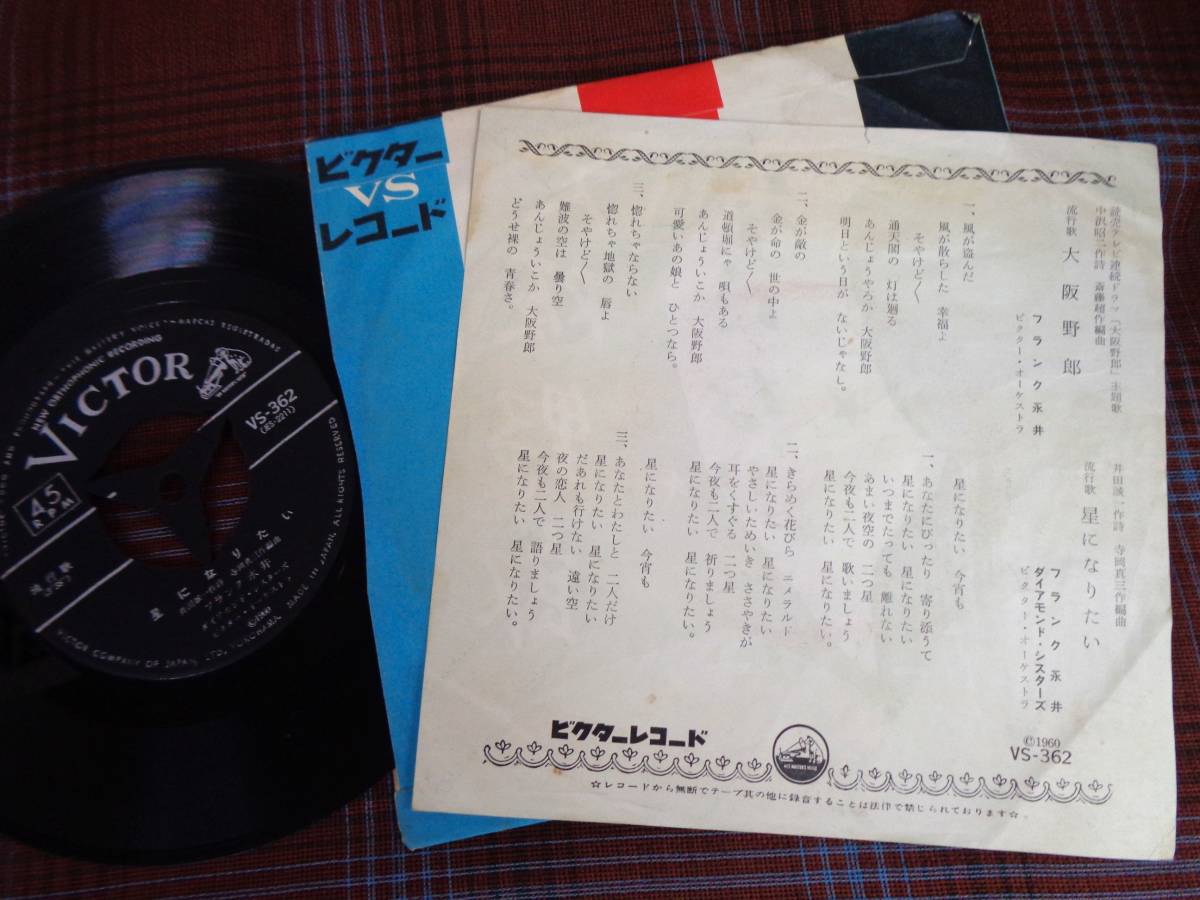 ビクター
VS
レコード
読売テレビ連続ドラマ「大阪野郎」主題歌
中沢昭二作詩 斎藤超作編曲
流行歌 大阪野郎
フランク永井
ビクター・オーケストラ
一、風が盗んだ
風が散らした 幸福よ
そやけど〱
通天閣の 灯は廻る
あんじょうやろか 大阪野郎
明日という日が ないじゃなし。
二、金が敵の
金が命の 世の中よ
そやけど〱
道頓堀にゃ 唄もある
あんじょういこか 大阪野郎
可愛いあの娘と ひとつなら。
三、惚れちゃならない
惚れちゃ地獄の 唇よ
そやけど〱
難波の空は 曇り空
あんじょういこか 大阪野郎
どうせ裸の 青春さ。
井田誠一作詩 寺岡真三作編曲
流行歌 星になりたい
フランク永井
ダイアモンド・シスターズ
ビクター・オーケストラ
星になりたい 今宵も
一、あなたにぴったり 寄り添うて
星になりたい 星になりたい
いつまでたっても 離れない
あまい夜空の 二つ星
今夜も二人で 歌いましょう
星になりたい 星になりたい。
二、きらめく花びら エメラルド
星になりたい 星になりたい
やさしいためいき ささやきが
耳をくすぐる 二つ星
今夜も二人で 祈りましょう
星になりたい 星になりたい。
星になりたい 今宵も
三、あなたとわたしと 二人だけ
星になりたい 星になりたい
だあれも行けない 遠い空
夜の恋人 二つ星
今夜も二人で 語りましょう
星になりたい 星になりたい。
©1960
VS-362
ビクターレコード
HIS MASTER'S VOICE
☆レコードから無断でテープ其の他に録音することは法律で禁じられております☆
NEW ORTHOPHONIC RECORDING
VICTOR
45
RPM
VS-362
流行歌
星になりたい
フランク永井
©1960
MADE IN JAPAN. ALL RIGHTS RESERVED
VICTOR COMPANY OF JAPAN, LTD, YOKOHAMA